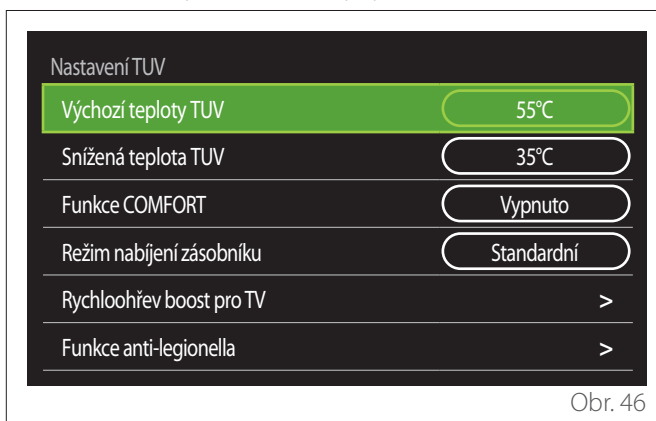 Nastavení TUV
Výchozí teploty TUV 55°C
Snížená teplota TUV 35°C
Funkce COMFORT Vypnuto
Režim nabíjení zásobníku Standardní
Rychloohřev boost pro TV >
Funkce anti-legionella >
Obr. 46